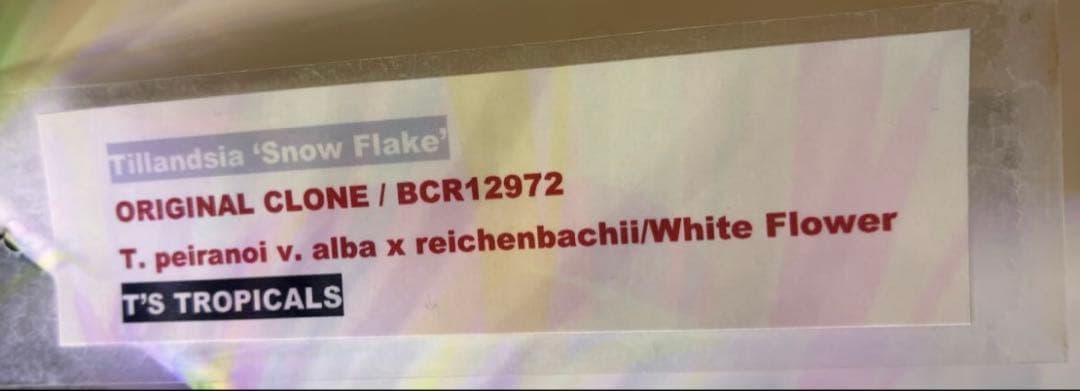 Tillandsia ‘Snow Flake’
ORIGINAL CLONE / BCR12972
T. peiranoi v. alba x reichenbachii/White Flower
T’S TROPICALS